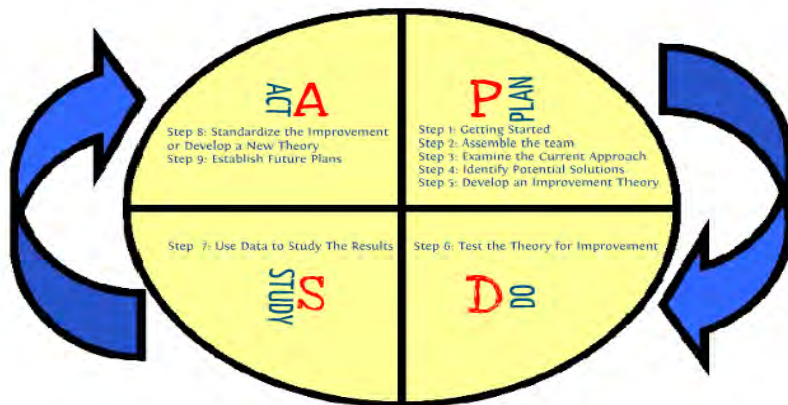 A
ACT
Step 8: Standardize the Improvement
or Develop a New Theory
Step 9: Establish Future Plans
P
PLAN
Step 1: Getting Started
Step 2: Assemble the team
Step 3: Examine the Current Approach
Step 4: Identify Potential Solutions
Step 5: Develop an Improvement Theory
Step 7: Use Data to Study The Results
S
STUDY
Step 6: Test the Theory for Improvement
D
DO